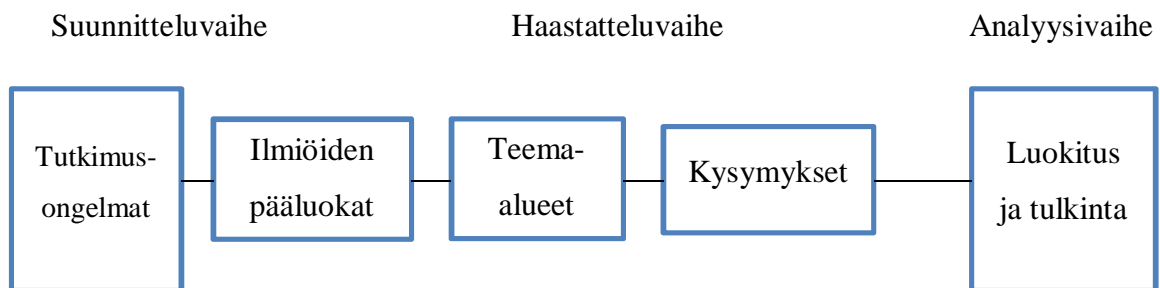 Suunnitteluvaihe
Haastatteluvaihe
Analyysivaihe
Tutkimus-
ongelmat
Ilmiöiden
pääluokat
Teema-
alueet
Kysymykset
Luokitus
ja tulkinta